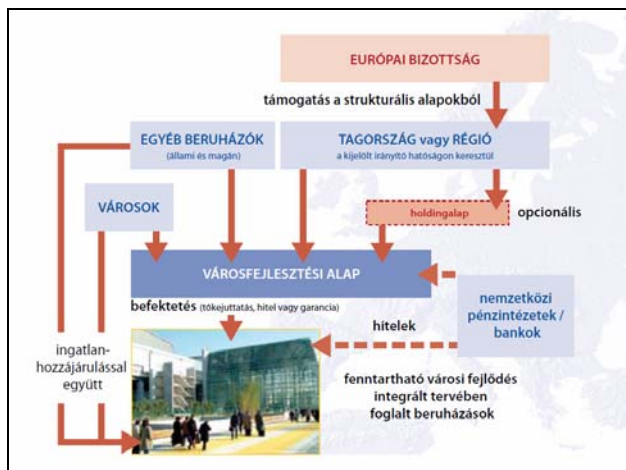 EURÓPAI BIZOTTSÁG
támogatás a strukturális alapokból
EGYÉB BERUHÁZÓK
(állami és magán)
TAGORSZÁG vagy RÉGIÓ
a kijelölt irányító hatóságon keresztül
VÁROSOK
holdingalap
opcionális
VÁROSFEJLESZTÉSI ALAP
befektetés (tőkejuttatás, hitel vagy garancia)
nemzetközi
pénzintézetek /
bankok
hitelek
ingatlan-
hozzájárulással
együtt
fenntartható városi fejlődés
integrált tervében
foglalt beruházások